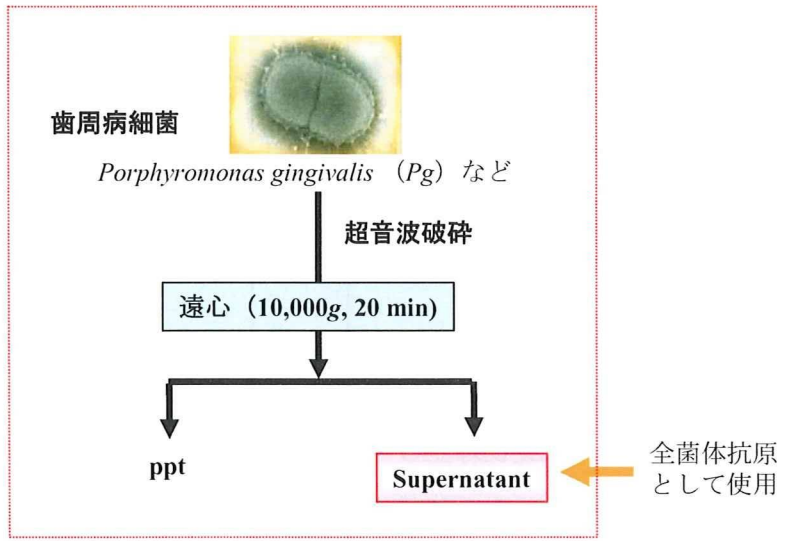 歯周病細菌
Porphyromonas gingivalis （Pg）など
超音波破砕
遠心（10,000g, 20 min)
ppt
Supernatant
全菌体抗原
として使用